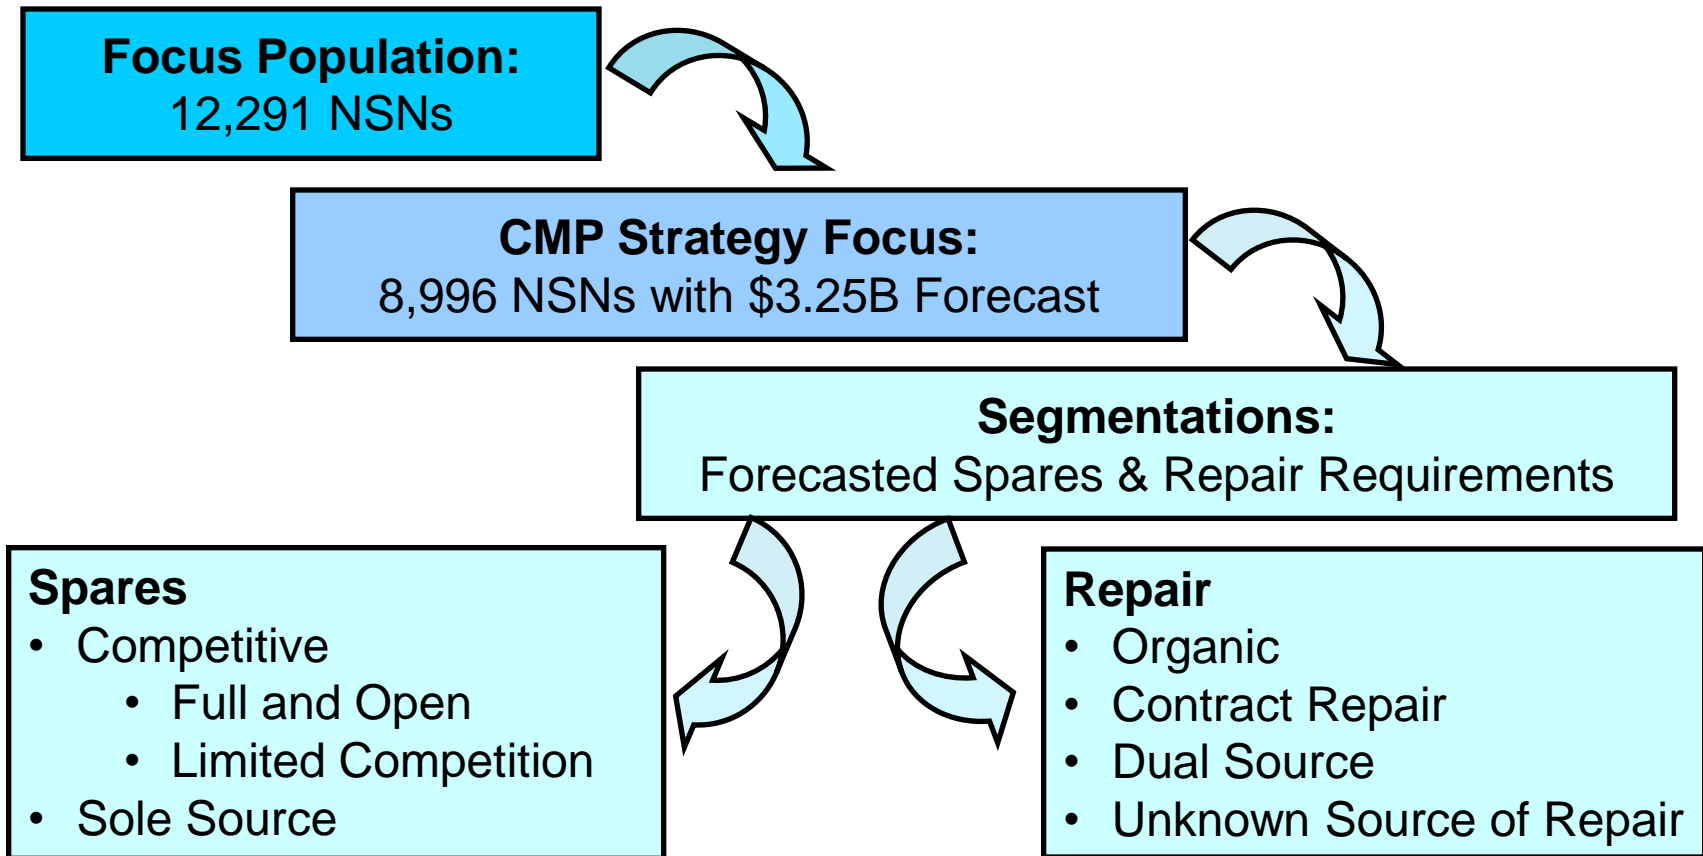 Focus Population:
12,291 NSNs
CMP Strategy Focus:
8,996 NSNs with $3.25B Forecast
Segmentations:
Forecasted Spares & Repair Requirements
Spares
• Competitive
• Full and Open
• Limited Competition
• Sole Source
Repair
• Organic
• Contract Repair
• Dual Source
• Unknown Source of Repair